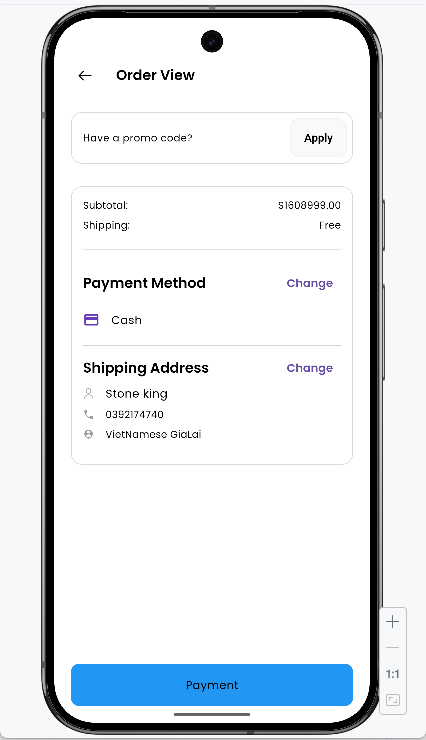 Order View
Have a promo code?
Apply
Subtotal: $1608999.00
Shipping: Free
Payment Method Change
Cash
Shipping Address Change
Stone king
0392174740
VietNamese GiaLai
Payment
1:1